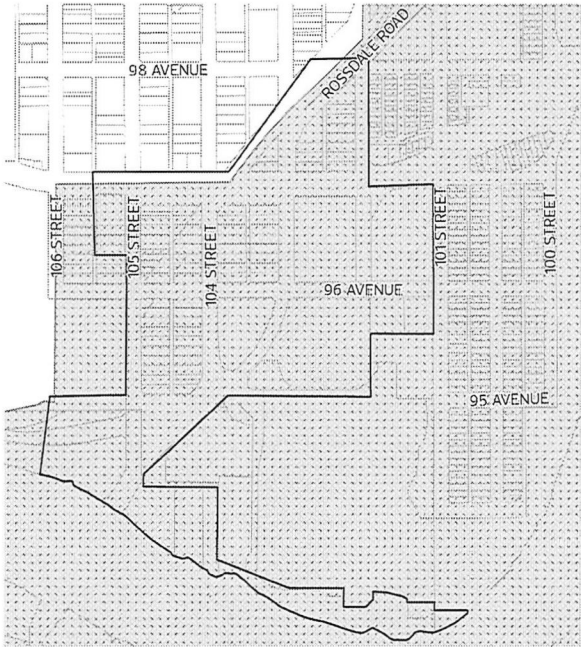 ROSSDALE ROAD
98 AVENUE
106 STREET
105 STREET
104 STREET
101 STREET
100 STREET
96 AVENUE
95 AVENUE